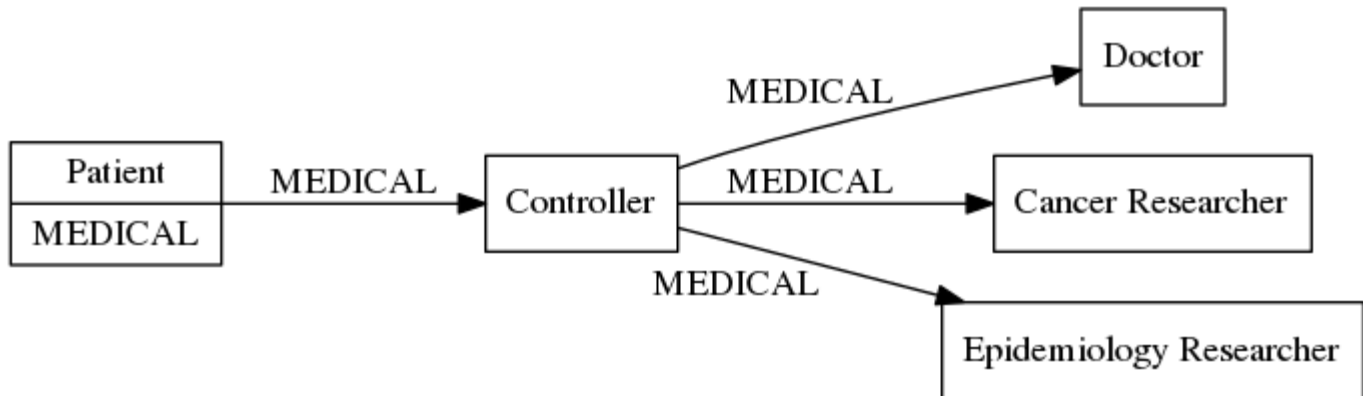 Patient
MEDICAL
MEDICAL
Controller
MEDICAL
Doctor
MEDICAL
Cancer Researcher
MEDICAL
Epidemiology Researcher